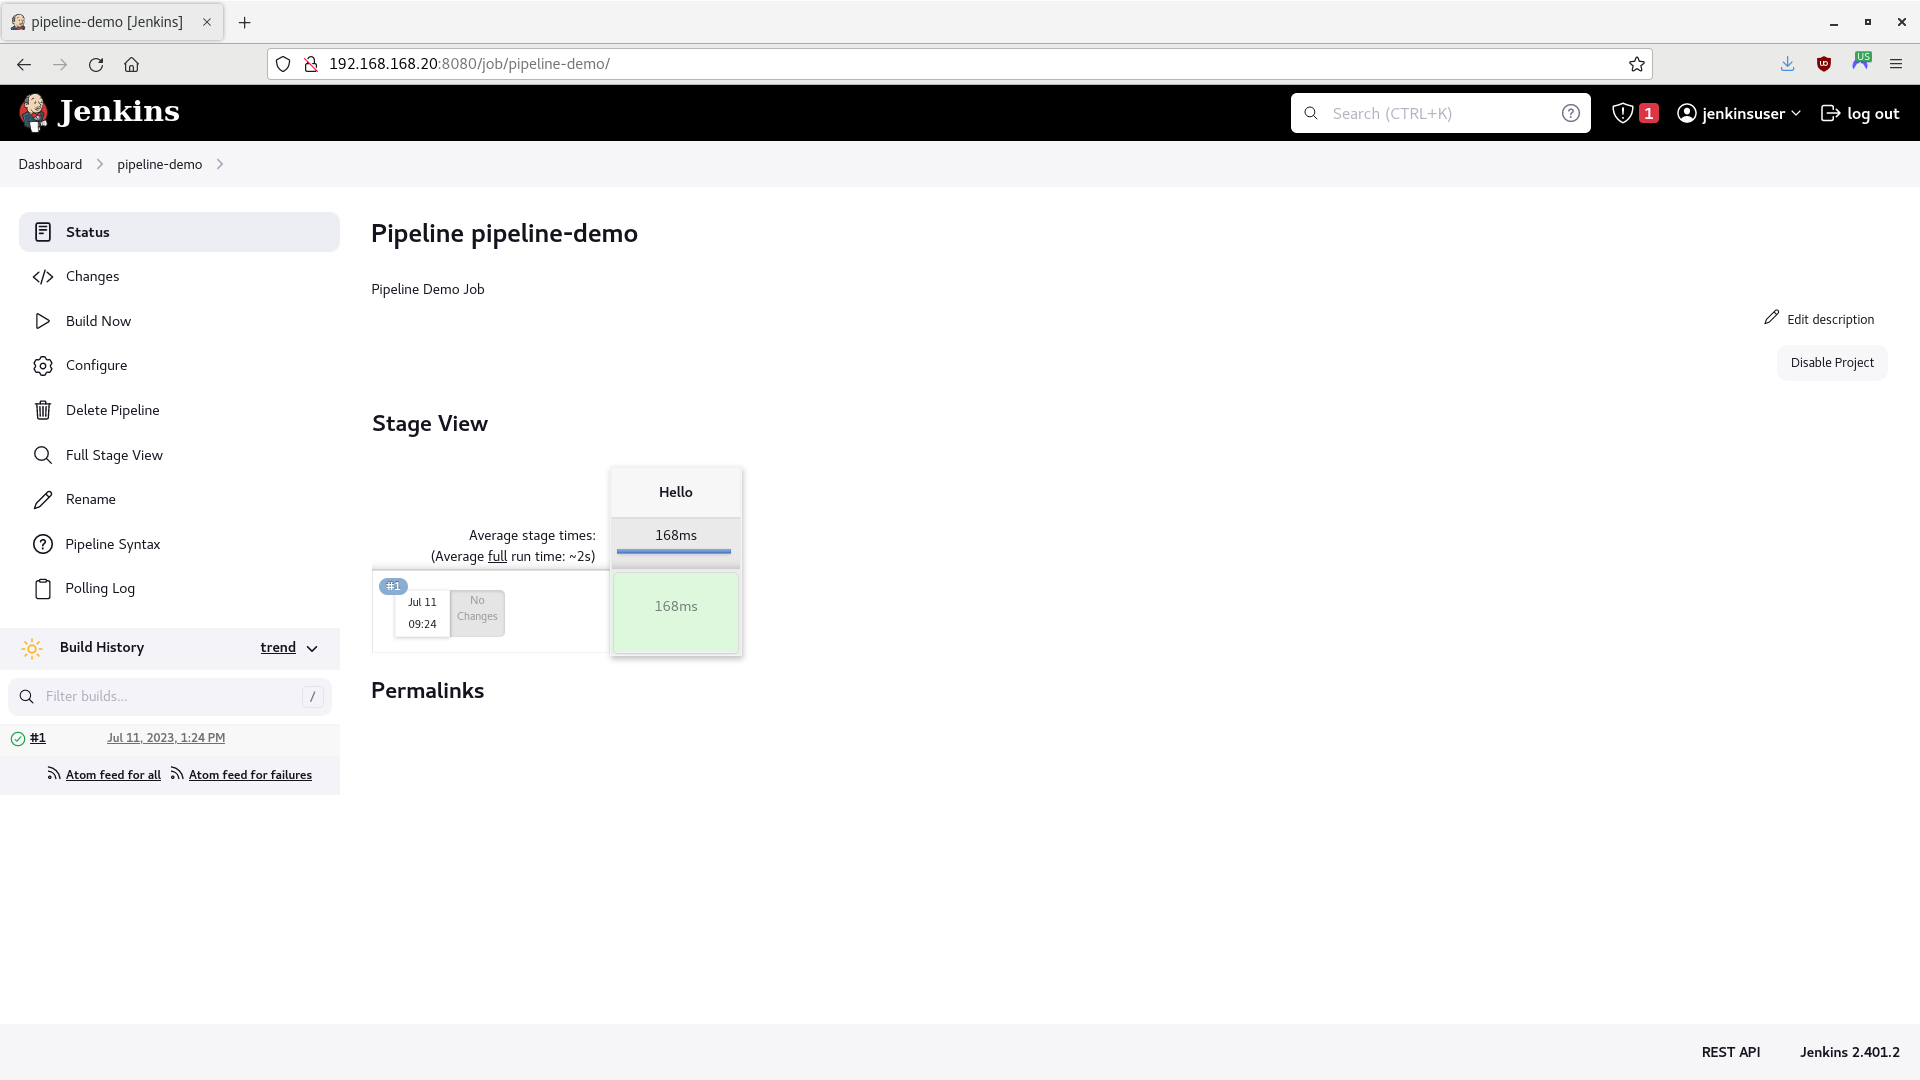 pipeline-demo [Jenkins]
192.168.168.20:8080/job/pipeline-demo/
US
Jenkins
Search (CTRL+K)
1
jenkinsuser
log out
Dashboard
pipeline-demo
Status
Changes
Build Now
Configure
Delete Pipeline
Full Stage View
Rename
Pipeline Syntax
Polling Log
Build History
trend
Filter builds...
/
#1
Jul 11, 2023, 1:24 PM
Atom feed for all
Atom feed for failures
Pipeline pipeline-demo
Pipeline Demo Job
Edit description
Disable Project
Stage View
Hello
Average stage times:
168ms
(Average full run time: ~2s)
#1
Jul 11
09:24
No
Changes
168ms
Permalinks
REST API
Jenkins 2.401.2